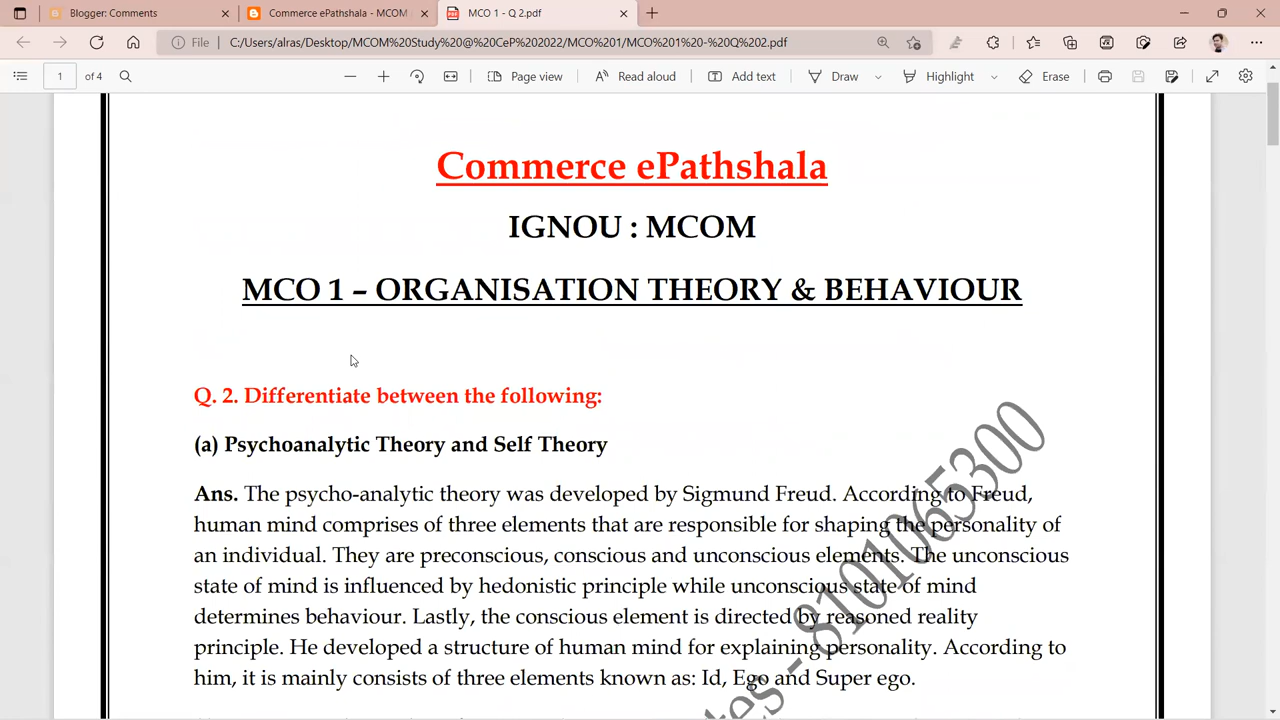 Blogger: Comments
Commerce ePathshala - MCOM
MCO 1 - Q 2.pdf
File
C:/Users/alras/Desktop/MCOM%20Study%20@%20CeP%202022/MCO%201/MCO%201%20-%20Q%202.pdf
1 of 4
Page view
Read aloud
Add text
Draw
Highlight
Erase
Commerce ePathshala
IGNOU : MCOM
MCO 1 – ORGANISATION THEORY & BEHAVIOUR
Q. 2. Differentiate between the following:
(a) Psychoanalytic Theory and Self Theory
Ans. The psycho-analytic theory was developed by Sigmund Freud. According to Freud,
human mind comprises of three elements that are responsible for shaping the personality of
an individual. They are preconscious, conscious and unconscious elements. The unconscious
state of mind is influenced by hedonistic principle while unconscious state of mind
determines behaviour. Lastly, the conscious element is directed by reasoned reality
principle. He developed a structure of human mind for explaining personality. According to
him, it is mainly consists of three elements known as: Id, Ego and Super ego.
- 8101065300